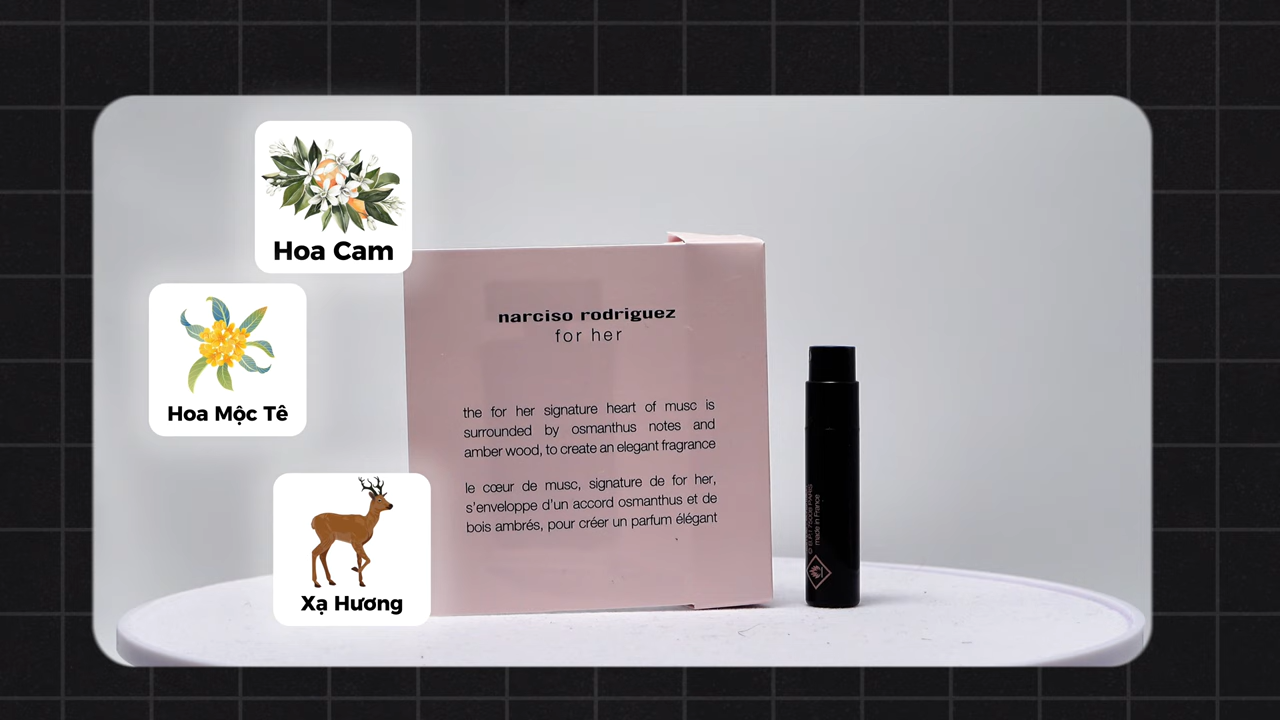 Hoa Cam
Hoa Mộc Tê
Xạ Hương
narciso rodriguez
for her
the for her signature heart of musc is
surrounded by osmanthus notes and
amber wood, to create an elegant fragrance
le cœur de musc, signature de for her,
s'enveloppe d'un accord osmanthus et de
bois ambrés, pour créer un parfum élégant
PARIS
made in France